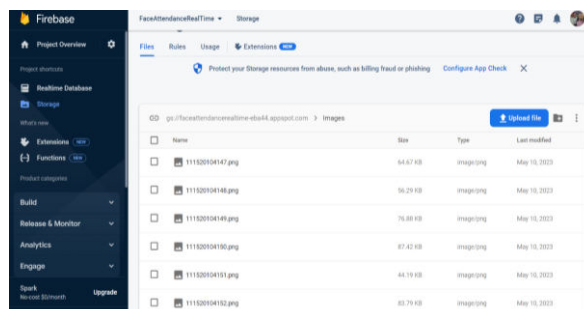 Firebase
FaceAttendanceRealTime
Storage
Project Overview
Files
Rules
Usage
Extensions NEW
Project shortcuts
Protect your Storage resources from abuse, such as billing fraud or phishing
Configure App Check
Realtime Database
Storage
What's new
gs://faceattendancerealtime-eba44.appspot.com > Images
Upload file
Extensions NEW
Name
Size
Type
Last modified
Functions NEW
111520104147.png
64.67 KB
image/png
May 10, 2023
Product categories
111520104148.png
56.29 KB
image/png
May 10, 2023
Build
111520104149.png
76.88 KB
image/png
May 10, 2023
Release & Monitor
111520104150.png
87.42 KB
image/png
May 10, 2023
Analytics
111520104151.png
44.19 KB
image/png
May 10, 2023
Engage
111520104152.png
83.79 KB
image/png
May 10, 2023
Spark
No-cost $0/month
Upgrade